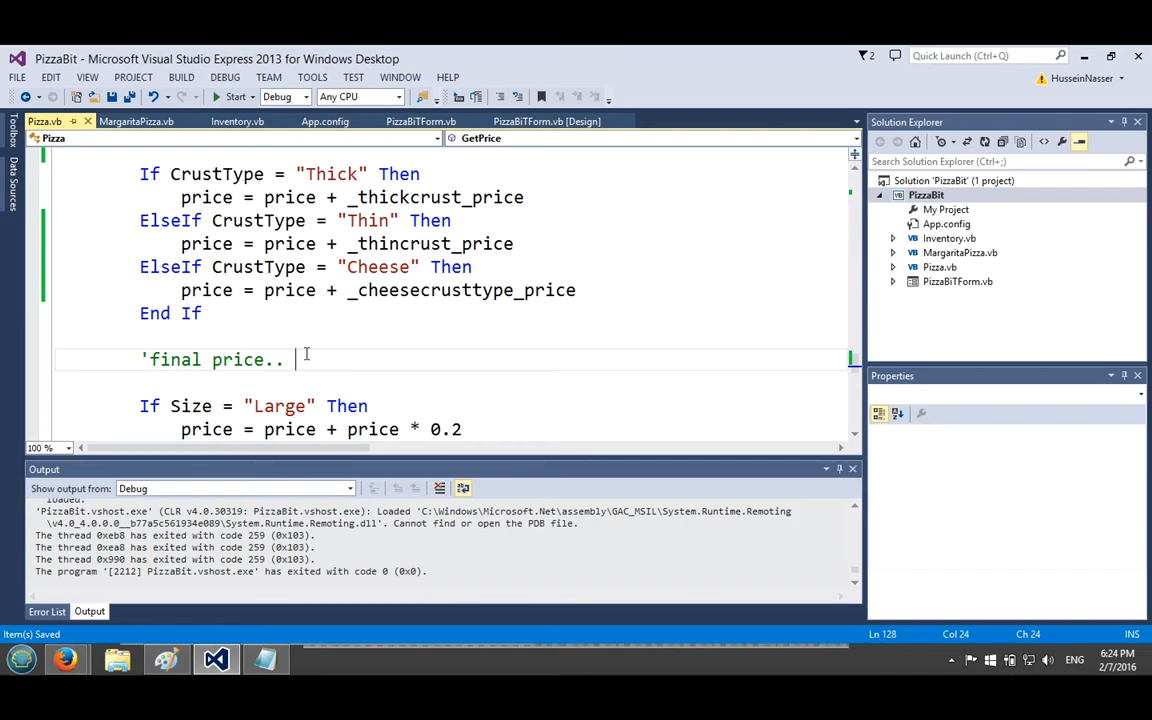 PizzaBit - Microsoft Visual Studio Express 2013 for Windows Desktop
2
Quick Launch (Ctrl+Q)
FILE EDIT VIEW PROJECT BUILD DEBUG TEAM TOOLS TEST WINDOW HELP
HusseinNasser
Start Debug Any CPU
Toolbox
Data Sources
Pizza.vb MargaritaPizza.vb Inventory.vb App.config PizzaBiTForm.vb PizzaBiTForm.vb [Design]
Pizza GetPrice
If CrustType = "Thick" Then
price = price + _thickcrust_price
ElseIf CrustType = "Thin" Then
price = price + _thincrust_price
ElseIf CrustType = "Cheese" Then
price = price + _cheesecrusttype_price
End If
'final price..
If Size = "Large" Then
price = price + price * 0.2
100 %
Solution Explorer
Search Solution Explorer (Ctrl+;)
Solution 'PizzaBit' (1 project)
PizzaBit
My Project
App.config
Inventory.vb
MargaritaPizza.vb
Pizza.vb
PizzaBiTForm.vb
Properties
Output
Show output from: Debug
loaded.
'PizzaBit.vshost.exe' (CLR v4.0.30319: PizzaBit.vshost.exe): Loaded 'C:\Windows\Microsoft.Net\assembly\GAC_MSIL\System.Runtime.Remoting
\v4.0_4.0.0.0__b77a5c561934e089\System.Runtime.Remoting.dll'. Cannot find or open the PDB file.
The thread 0xeb8 has exited with code 259 (0x103).
The thread 0xea8 has exited with code 259 (0x103).
The thread 0x990 has exited with code 259 (0x103).
The program '[2212] PizzaBit.vshost.exe' has exited with code 0 (0x0).
Error List Output
Item(s) Saved
Ln 128 Col 24 Ch 24 INS
ENG
6:24 PM
2/7/2016